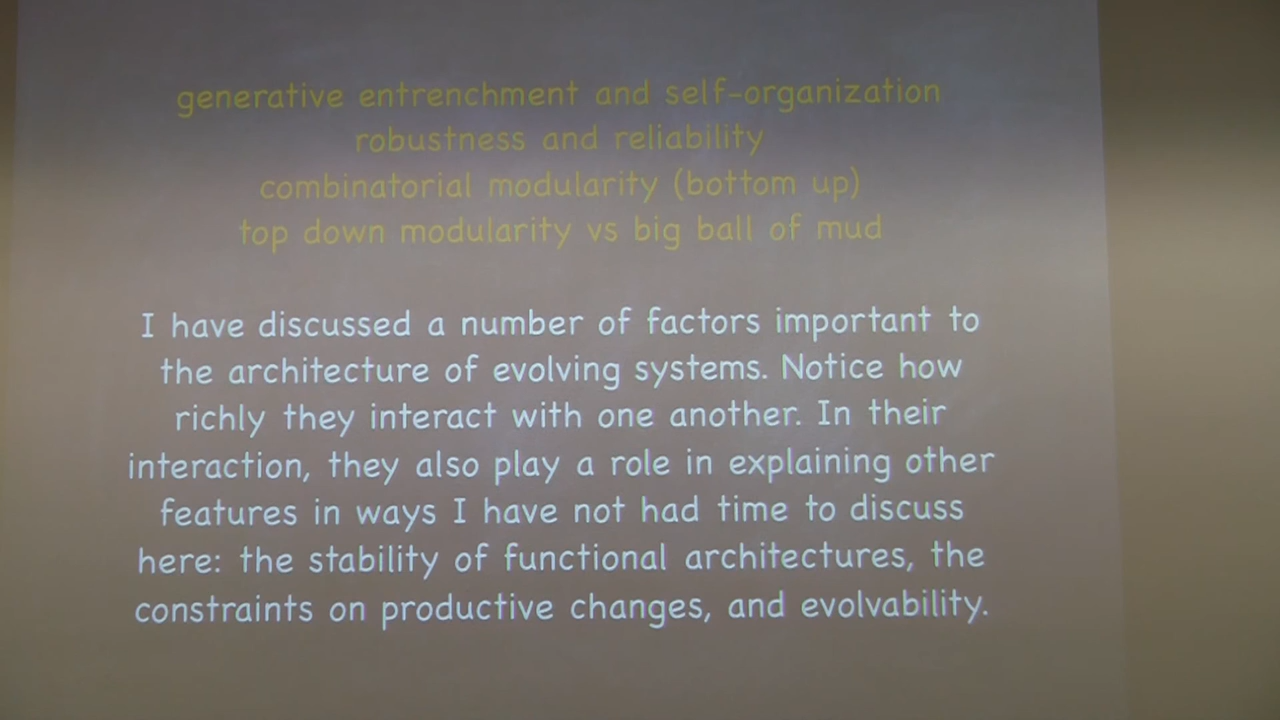 generative entrenchment and self-organization
robustness and reliability
combinatorial modularity (bottom up)
top down modularity vs big ball of mud
I have discussed a number of factors important to
the architecture of evolving systems. Notice how
richly they interact with one another. In their
interaction, they also play a role in explaining other
features in ways I have not had time to discuss
here: the stability of functional architectures, the
constraints on productive changes, and evolvability.